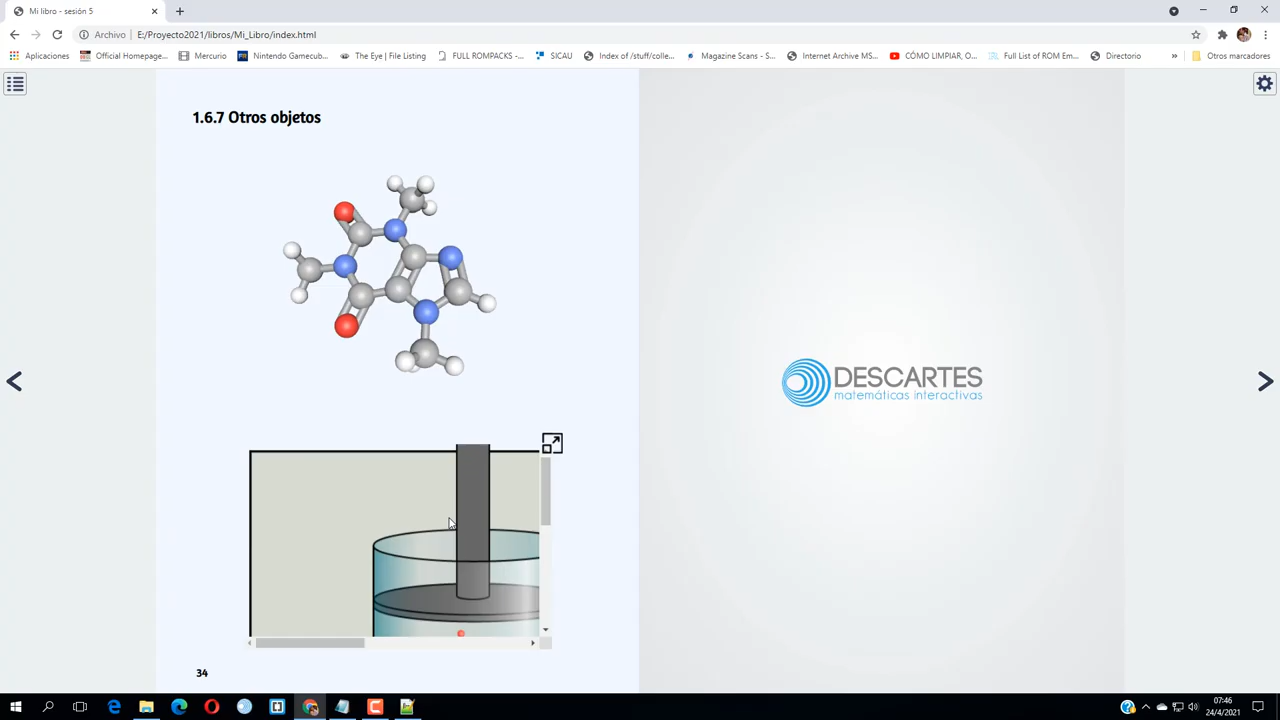 Mi libro - sesión 5
Archivo
E:/Proyecto2021/libros/Mi_Libro/index.html
Aplicaciones
Official Homepage...
Mercurio
Nintendo Gamecub...
The Eye | File Listing
FULL ROMPACKS -...
SICAU
Index of /stuff/colle...
Magazine Scans - S...
Internet Archive MS...
CÓMO LIMPIAR, O...
Full List of ROM Em...
Directorio
»
Otros marcadores
1.6.7 Otros objetos
DESCARTES
matemáticas interactivas
34
07:46
24/4/2021